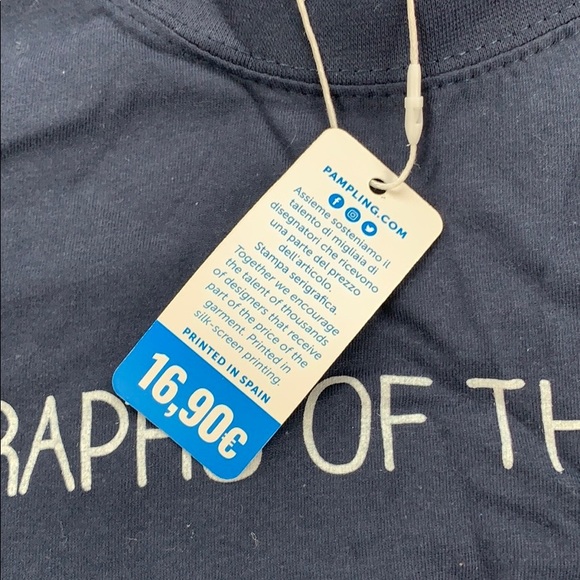 PAMPLING.COM
Assieme sosteniamo il
talento di migliaia di
disegnatori che ricevono
una parte del prezzo
dell'articolo.
Stampa serigrafica.
Together we encourage
the talent of thousands
of designers that receive
part of the price of the
garment. Printed in
silk-screen printing.
PRINTED IN SPAIN
16,90€
RAPHS OF TH